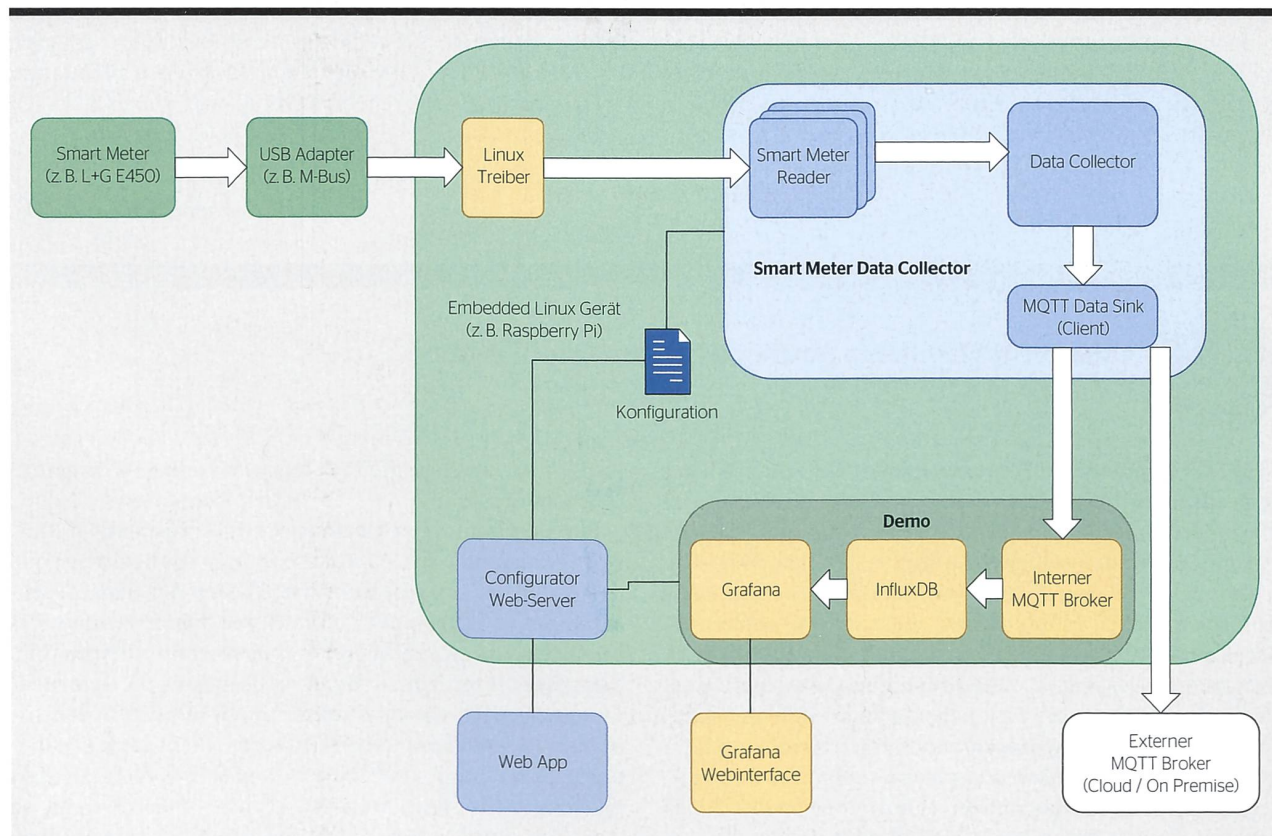 Smart Meter
(z. B. L+G E450)
USB Adapter
(z. B. M-Bus)
Linux
Treiber
Smart Meter
Reader
Data Collector
Smart Meter Data Collector
MQTT Data Sink
(Client)
Embedded Linux Gerät
(z. B. Raspberry Pi)
Konfiguration
Demo
Configurator
Web-Server
Grafana
InfluxDB
Interner
MQTT Broker
Web App
Grafana
Webinterface
Externer
MQTT Broker
(Cloud / On Premise)